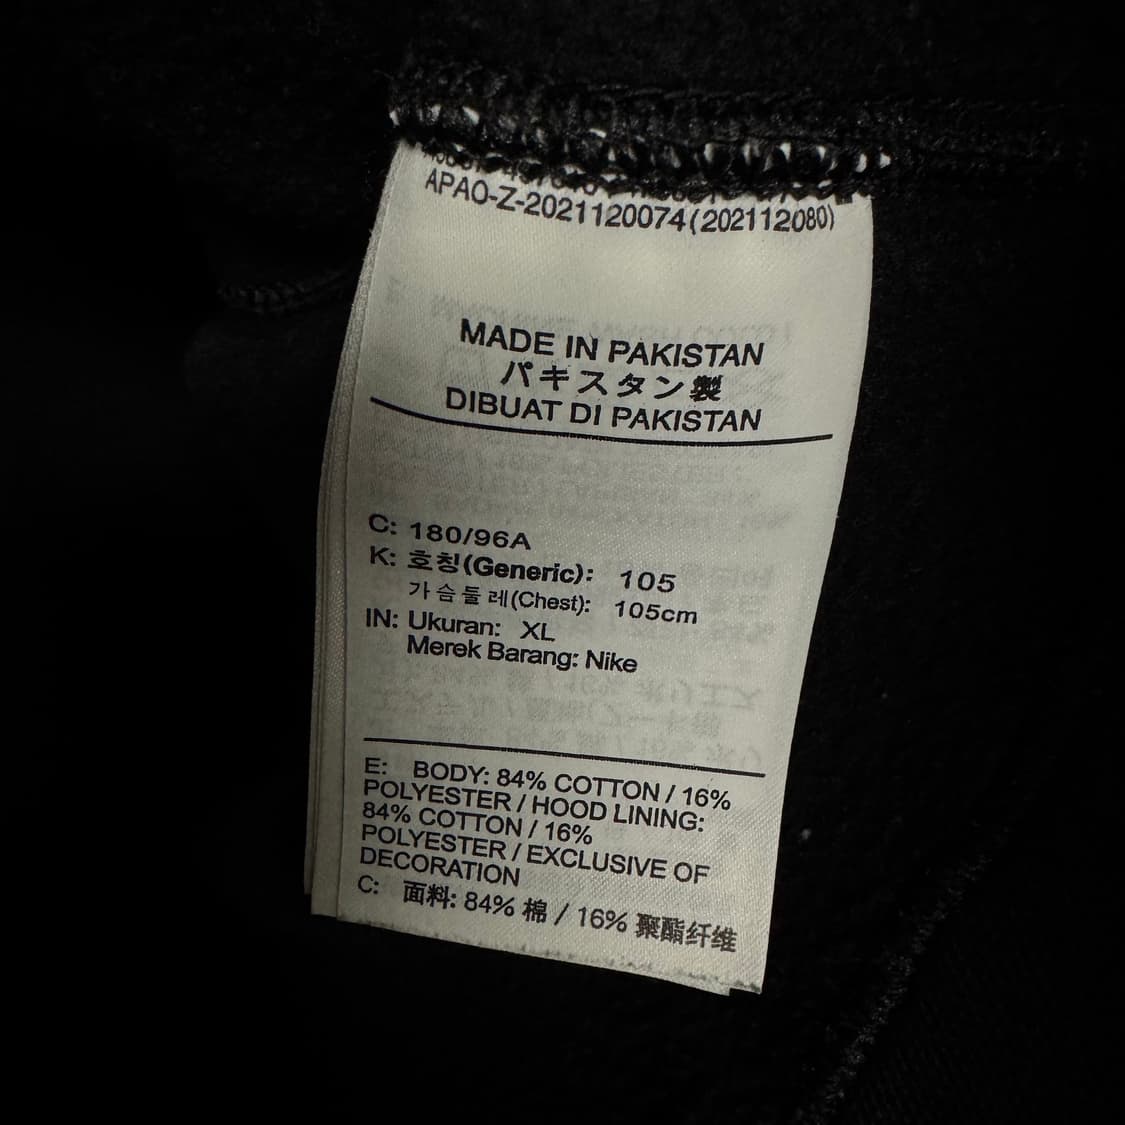 APAO-Z-2021120074(202112080)
MADE IN PAKISTAN
パキスタン製
DIBUAT DI PAKISTAN
C: 180/96A
K: 호칭(Generic): 105
가슴둘레(Chest): 105cm
IN: Ukuran: XL
Merek Barang: Nike
E: BODY: 84% COTTON / 16%
POLYESTER / HOOD LINING:
84% COTTON / 16%
POLYESTER / EXCLUSIVE OF
DECORATION
C: 面料: 84% 棉 / 16% 聚酯纤维